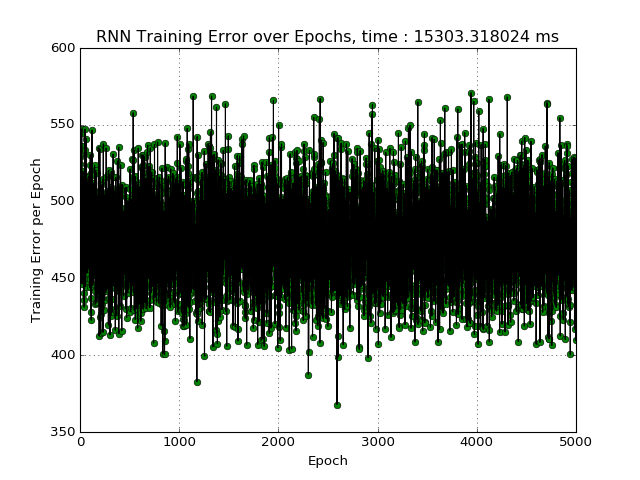 RNN Training Error over Epochs, time : 15303.318024 ms
600
550
500
450
400
350
Training Error per Epoch
0 1000 2000 3000 4000 5000
Epoch